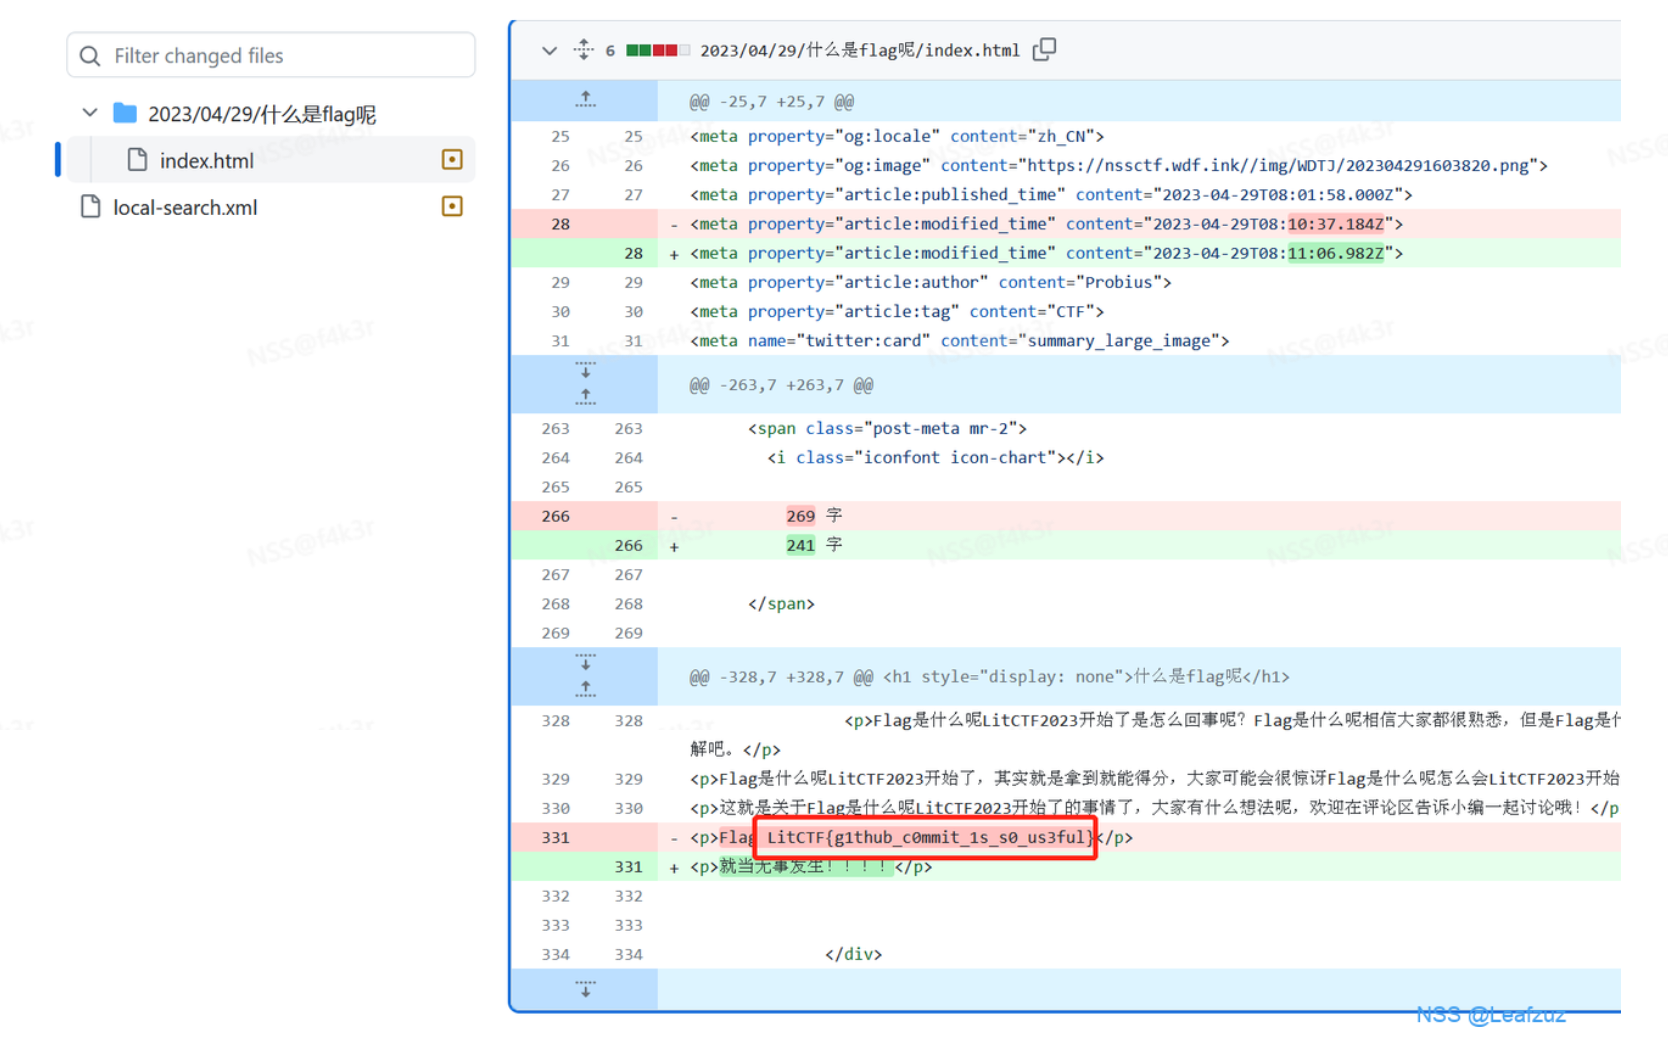 Filter changed files
2023/04/29/什么是flag呢
index.html
local-search.xml
6 2023/04/29/什么是flag呢/index.html
@@ -25,7 +25,7 @@
25 25 <meta property="og:locale" content="zh_CN">
26 26 <meta property="og:image" content="https://nssctf.wdf.ink//img/WDTJ/202304291603820.png">
27 27 <meta property="article:published_time" content="2023-04-29T08:01:58.000Z">
28 - <meta property="article:modified_time" content="2023-04-29T08:10:37.184Z">
28 + <meta property="article:modified_time" content="2023-04-29T08:11:06.982Z">
29 29 <meta property="article:author" content="Probius">
30 30 <meta property="article:tag" content="CTF">
31 31 <meta name="twitter:card" content="summary_large_image">
@@ -263,7 +263,7 @@
263 263 <span class="post-meta mr-2">
264 264 <i class="iconfont icon-chart"></i>
265 265
266 - 269 字
266 + 241 字
267 267
268 268 </span>
269 269
@@ -328,7 +328,7 @@ <h1 style="display: none">什么是flag呢</h1>
328 328 <p>Flag是什么呢LitCTF2023开始了是怎么回事呢？Flag是什么呢相信大家都很熟悉，但是Flag是什
解吧。</p>
329 329 <p>Flag是什么呢LitCTF2023开始了，其实就是拿到就能得分，大家可能会很惊讶Flag是什么呢怎么会LitCTF2023开始
330 330 <p>这就是关于Flag是什么呢LitCTF2023开始了的事情了，大家有什么想法呢，欢迎在评论区告诉小编一起讨论哦！</p
331 - <p>Flag LitCTF{g1thub_c0mmit_1s_s0_us3ful}</p>
331 + <p>就当无事发生！！！！</p>
332 332
333 333
334 334 </div>
NSS @Leafzuz
NSS@f4k3r